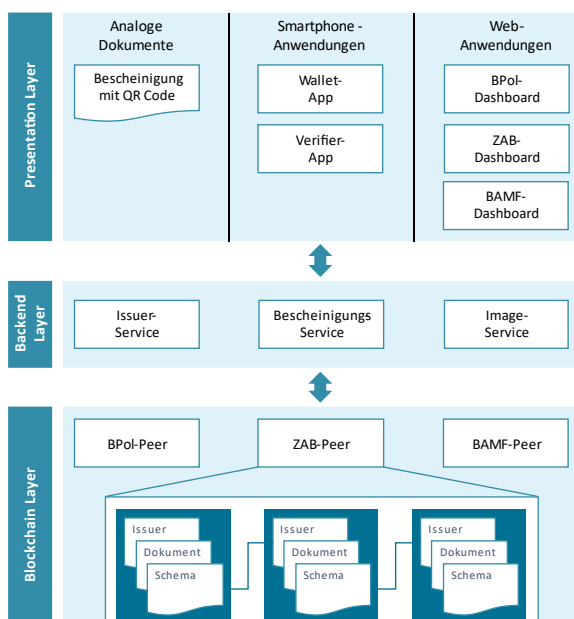 Presentation Layer
Analoge
Dokumente
Bescheinigung
mit QR Code
Smartphone -
Anwendungen
Wallet-
App
Verifier-
App
Web-
Anwendungen
BPol-
Dashboard
ZAB-
Dashboard
BAMF-
Dashboard
Backend
Layer
Issuer-
Service
Bescheinigungs
Service
Image-
Service
Blockchain Layer
BPol-Peer
ZAB-Peer
BAMF-Peer
Issuer
Dokument
Schema
Issuer
Dokument
Schema
Issuer
Dokument
Schema